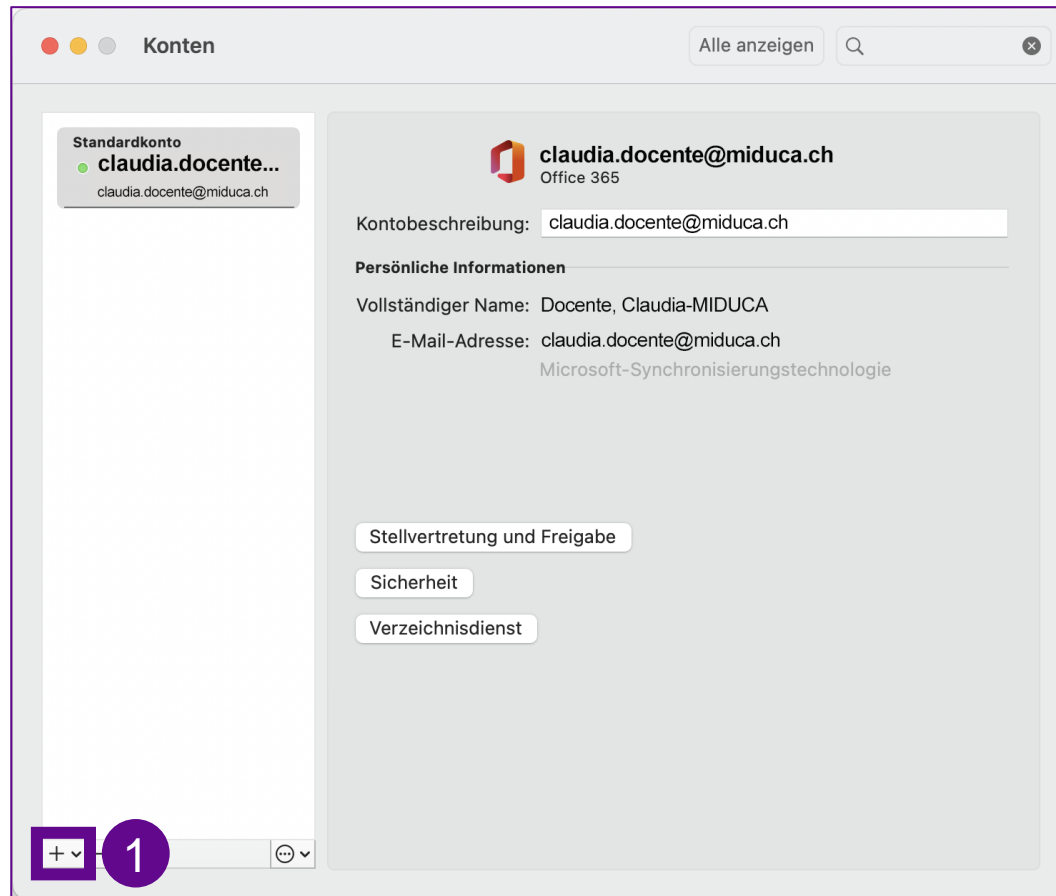 Konten
Alle anzeigen
Standardkonto
claudia.docente...
claudia.docente@miduca.ch
claudia.docente@miduca.ch
Office 365
Kontobeschreibung: claudia.docente@miduca.ch
Persönliche Informationen
Vollständiger Name: Docente, Claudia-MIDUCA
E-Mail-Adresse: claudia.docente@miduca.ch
Microsoft-Synchronisierungstechnologie
Stellvertretung und Freigabe
Sicherheit
Verzeichnisdienst
1